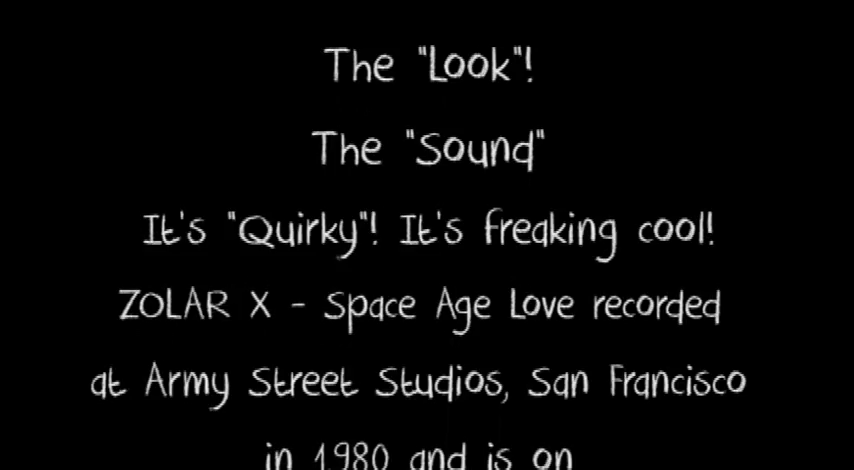 The "Look"!
The "Sound"
It's "Quirky"! It's freaking cool!
ZOLAR X - Space Age Love recorded
at Army Street Studios, San Francisco
in 1980 and is on